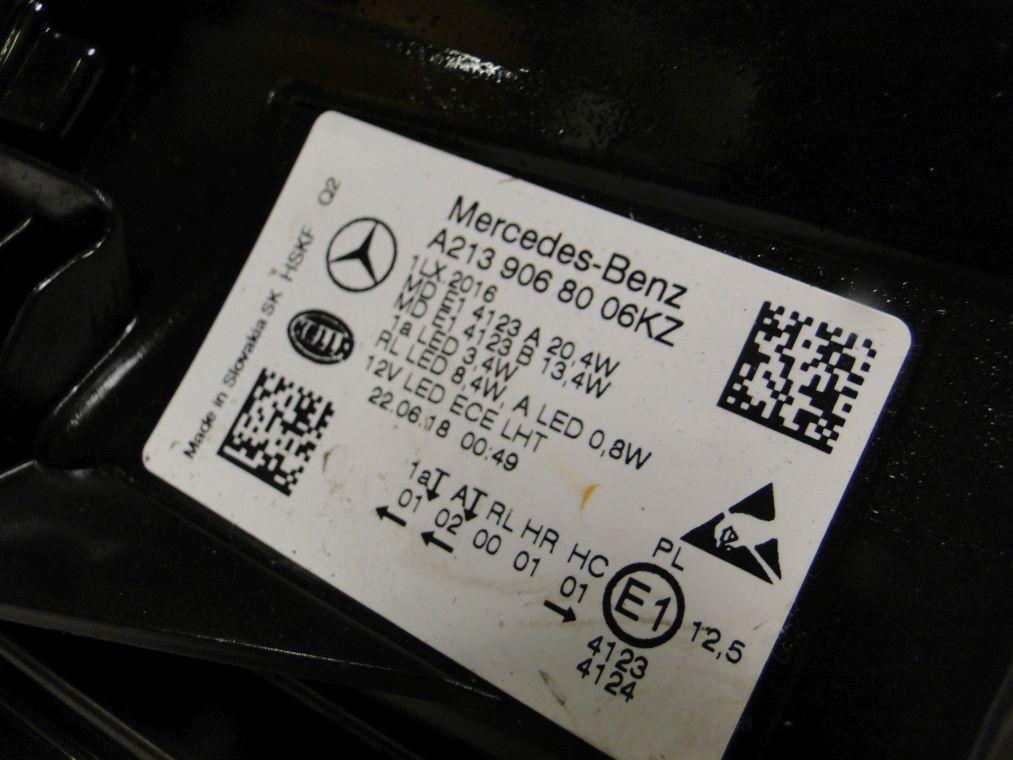 Mercedes-Benz
A213 906 80 06KZ
1LX.2016
MD E1 4123 A 20,4W
MD E1 4123 B 13,4W
1a LED 3,4W
RL LED 8,4W A LED 0,8W
12V LED ECE LHT
22.06.18 00:49
Made in Slovakia SK HSKF Q2
HELLA
1aT AT RL HR HC PL
01 02 00 01 01
E1 12,5
4123
4124